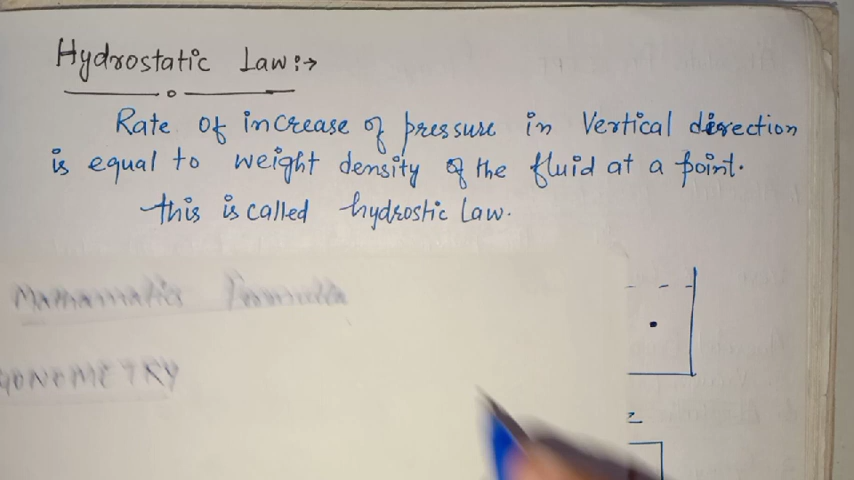 Hydrostatic Law:→
Rate of increase of pressure in Vertical direction
is equal to weight density of the fluid at a point.
this is called hydrostic Law.
GONOMETRY
z